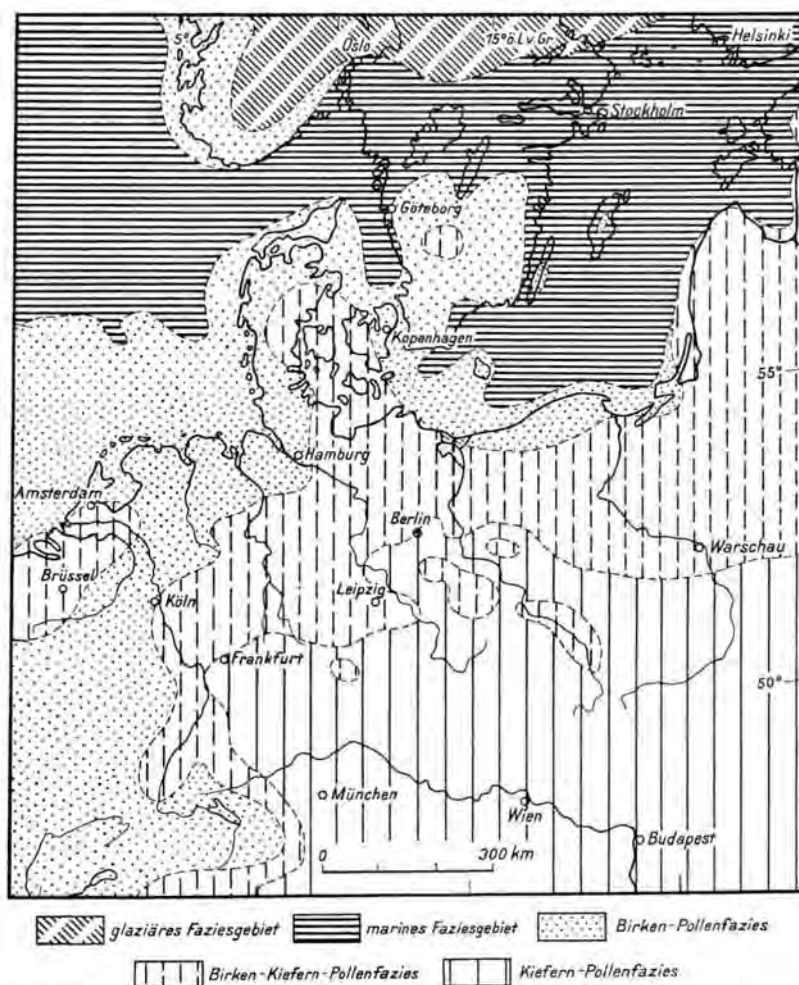 5°
Oslo
15° ö.L.v.Gr.
Helsinki
Stockholm
Göteborg
Kopenhagen
55°
Hamburg
Amsterdam
Berlin
Warschau
Brüssel
Köln
Leipzig
Frankfurt
50°
München
Wien
Budapest
0 300 km
glaziäres Faziesgebiet marines Faziesgebiet Birken-Pollenfazies
Birken-Kiefern-Pollenfazies Kiefern-Pollenfazies